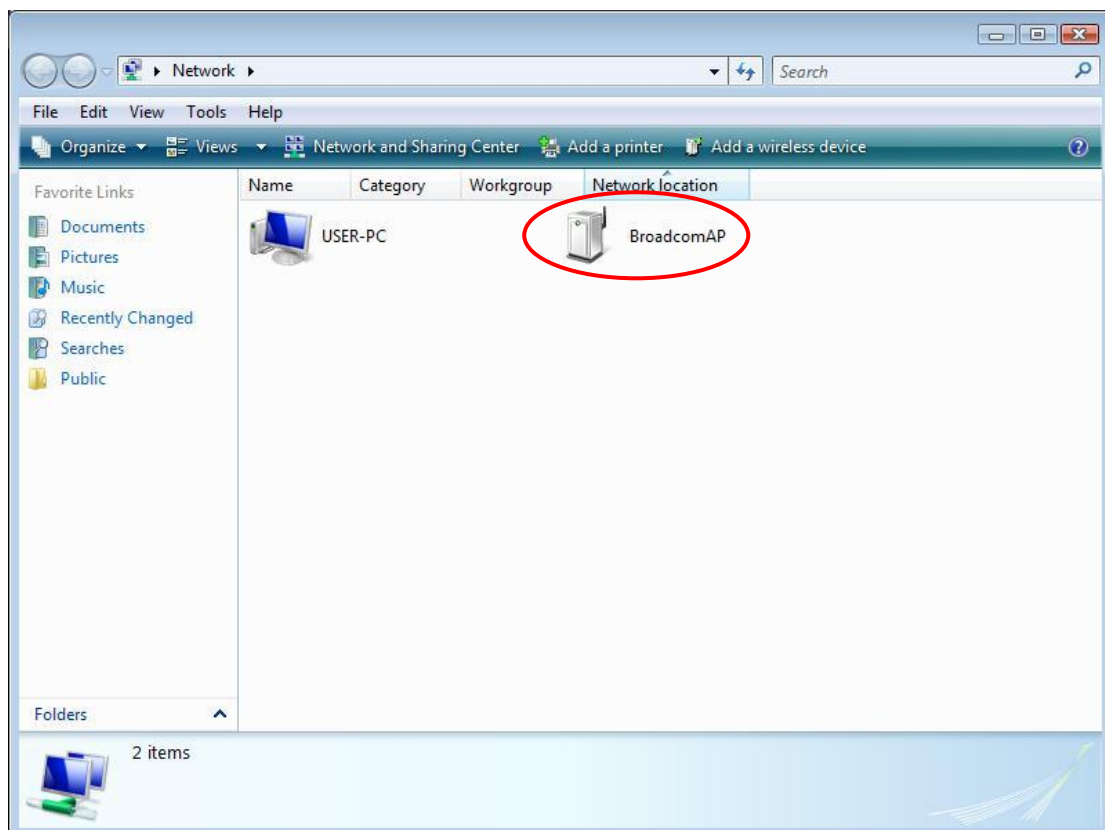 Network
Search
File Edit View Tools Help
Organize Views Network and Sharing Center Add a printer Add a wireless device
Favorite Links
Documents
Pictures
Music
Recently Changed
Searches
Public
Folders
Name Category Workgroup Network location
USER-PC BroadcomAP
2 items